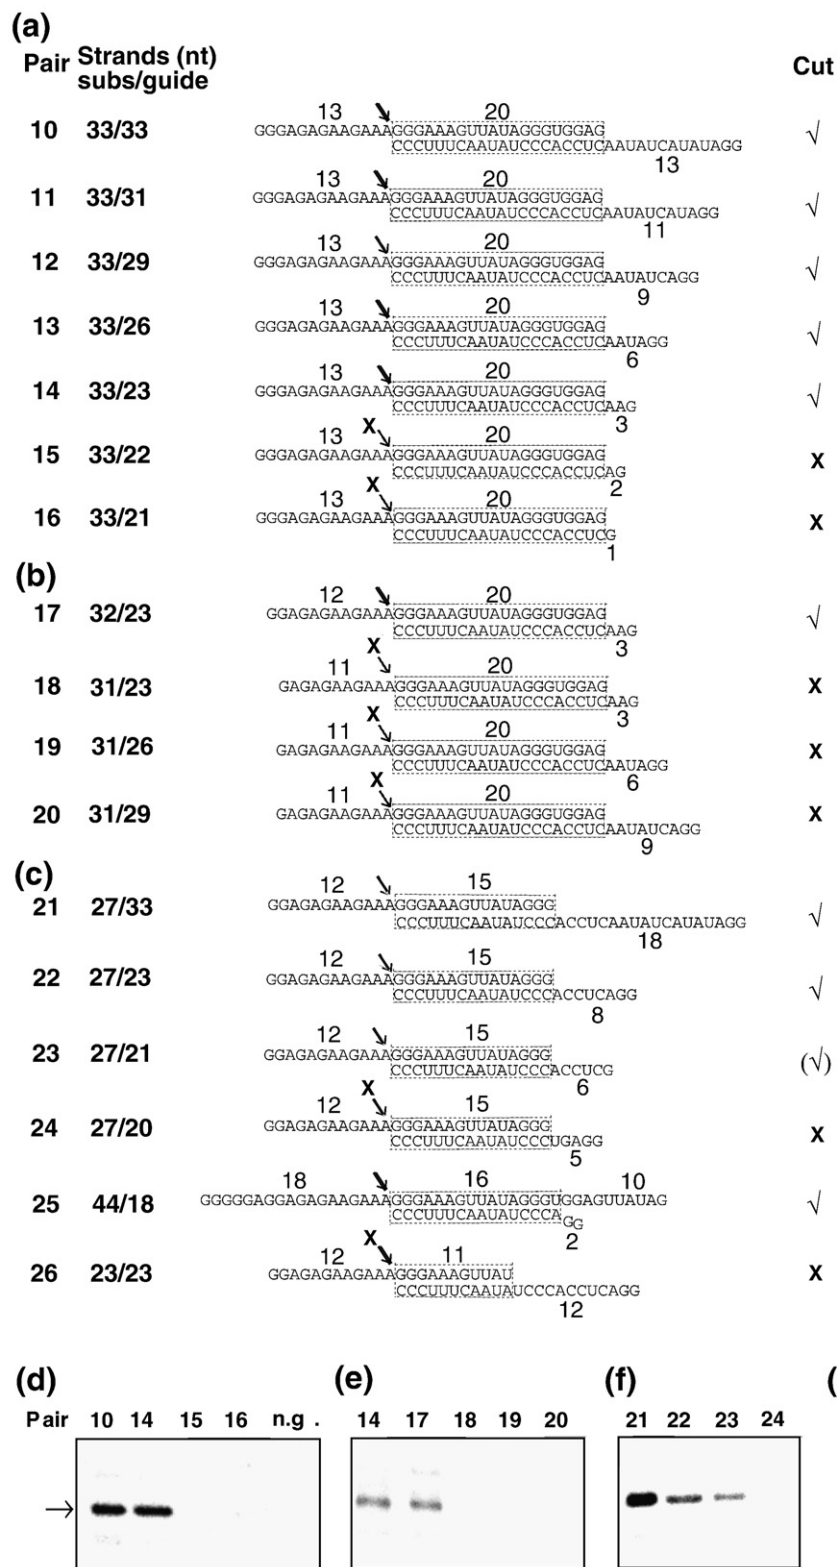 (a)
Pair Strands (nt) subs/guide Cut
13 20
10 33/33 GGGAGAGAAGAAAGGGAAAGUUAUAGGGUGGAG √
CCCUUUCAAUAUCCCACCUCAAUAUCAUAUAGG
13
13 20
11 33/31 GGGAGAGAAGAAAGGGAAAGUUAUAGGGUGGAG √
CCCUUUCAAUAUCCCACCUCAAUAUCAUAGG
11
13 20
12 33/29 GGGAGAGAAGAAAGGGAAAGUUAUAGGGUGGAG √
CCCUUUCAAUAUCCCACCUCAAUAUCAGG
9
13 20
13 33/26 GGGAGAGAAGAAAGGGAAAGUUAUAGGGUGGAG √
CCCUUUCAAUAUCCCACCUCAAUAGG
6
13 20
14 33/23 GGGAGAGAAGAAAGGGAAAGUUAUAGGGUGGAG √
CCCUUUCAAUAUCCCACCUCAAG
3
13 X 20
15 33/22 GGGAGAGAAGAAAGGGAAAGUUAUAGGGUGGAG X
CCCUUUCAAUAUCCCACCUCAG
2
13 X 20
16 33/21 GGGAGAGAAGAAAGGGAAAGUUAUAGGGUGGAG X
CCCUUUCAAUAUCCCACCUCG
1
(b)
12 20
17 32/23 GGAGAGAAGAAAGGGAAAGUUAUAGGGUGGAG √
CCCUUUCAAUAUCCCACCUCAAG
3
11 X 20
18 31/23 GAGAGAAGAAAGGGAAAGUUAUAGGGUGGAG X
CCCUUUCAAUAUCCCACCUCAAG
3
11 X 20
19 31/26 GAGAGAAGAAAGGGAAAGUUAUAGGGUGGAG X
CCCUUUCAAUAUCCCACCUCAAUAGG
6
11 X 20
20 31/29 GAGAGAAGAAAGGGAAAGUUAUAGGGUGGAG X
CCCUUUCAAUAUCCCACCUCAAUAUCAGG
9
(c)
12 15
21 27/33 GGAGAGAAGAAAGGGAAAGUUAUAGGG √
CCCUUUCAAUAUCCCACCUCAAUAUCAUAUAGG
18
12 15
22 27/23 GGAGAGAAGAAAGGGAAAGUUAUAGGG √
CCCUUUCAAUAUCCCACCUCAGG
8
12 15
23 27/21 GGAGAGAAGAAAGGGAAAGUUAUAGGG (√)
CCCUUUCAAUAUCCCACCUCG
6
12 X 15
24 27/20 GGAGAGAAGAAAGGGAAAGUUAUAGGG X
CCCUUUCAAUAUCCCUGAGG
5
18 16 10
25 44/18 GGGGGAGGAGAGAAGAAAGGGAAAGUUAUAGGGUGGAGUUAUAG √
CCCUUUCAAUAUCCCAGG
2
12 X 11
26 23/23 GGAGAGAAGAAAGGGAAAGUUAU X
CCCUUUCAAUAUCCCACCUCAGG
12
(d) (e) (f) (
Pair 10 14 15 16 n.g . 14 17 18 19 20 21 22 23 24